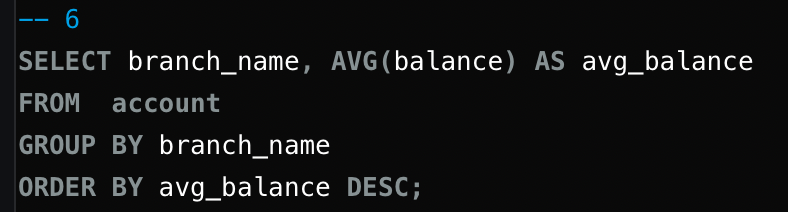 -- 6
SELECT branch_name, AVG(balance) AS avg_balance
FROM  account
GROUP BY branch_name
ORDER BY avg_balance DESC;